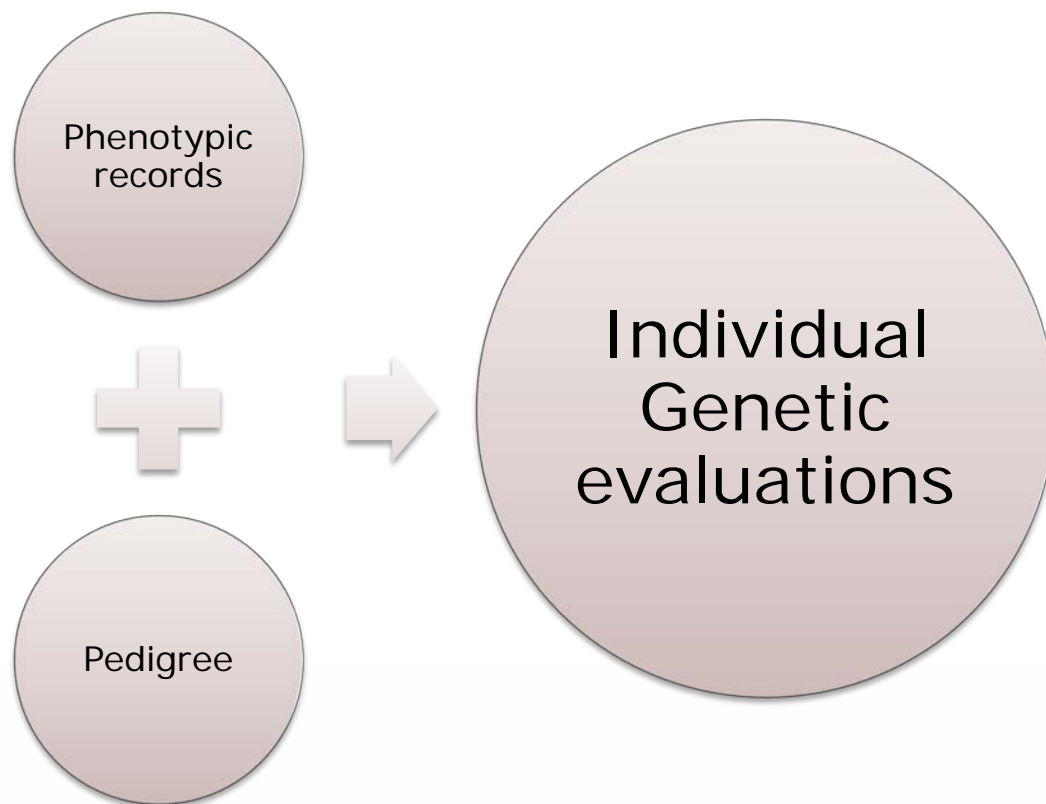 Phenotypic
records
Pedigree
Individual
Genetic
evaluations